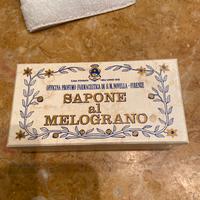 OFFICINA PROFUMO FARMACEUTICA DI S.M. NOVELLA - FIRENZE
SAPONE
al
MELOGRANO